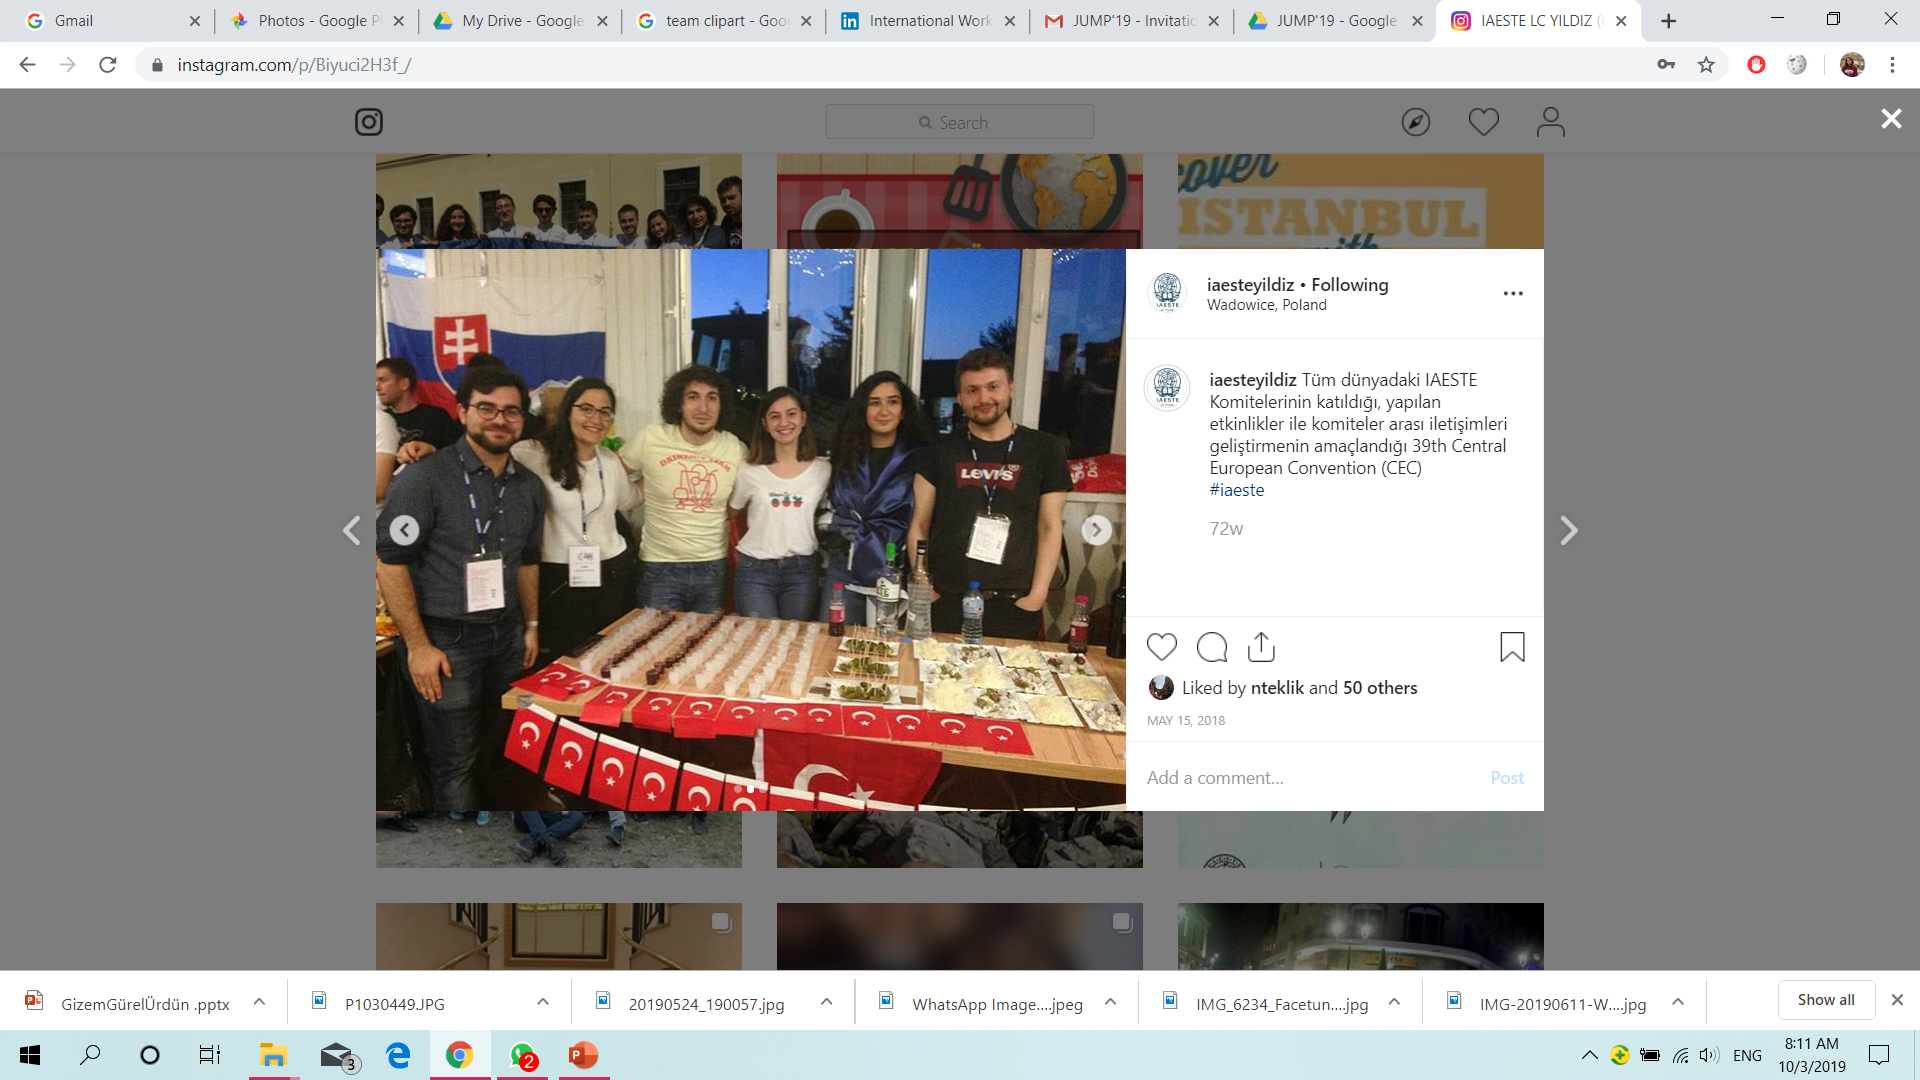 Gmail
Photos - Google P
My Drive - Google
team clipart - Goo
International Work
JUMP'19 - Invitatio
JUMP'19 - Google
IAESTE LC YILDIZ (
instagram.com/p/Biyuci2H3f_/
Search
cover
ISTANBUL
with
iaesteyildiz • Following
Wadowice, Poland
iaesteyildiz Tüm dünyadaki IAESTE
Komitelerinin katıldığı, yapılan
etkinlikler ile komiteler arası iletişimleri
geliştirmenin amaçlandığı 39th Central
European Convention (CEC)
#iaeste
72w
DRINKING TEAM
LEVI'S
Liked by nteklik and 50 others
MAY 15, 2018
Add a comment...
Post
GizemGürelÜrdün .pptx
P1030449.JPG
20190524_190057.jpg
WhatsApp Image....jpeg
IMG_6234_Facetun....jpg
IMG-20190611-W....jpg
Show all
3
2
ENG
8:11 AM
10/3/2019